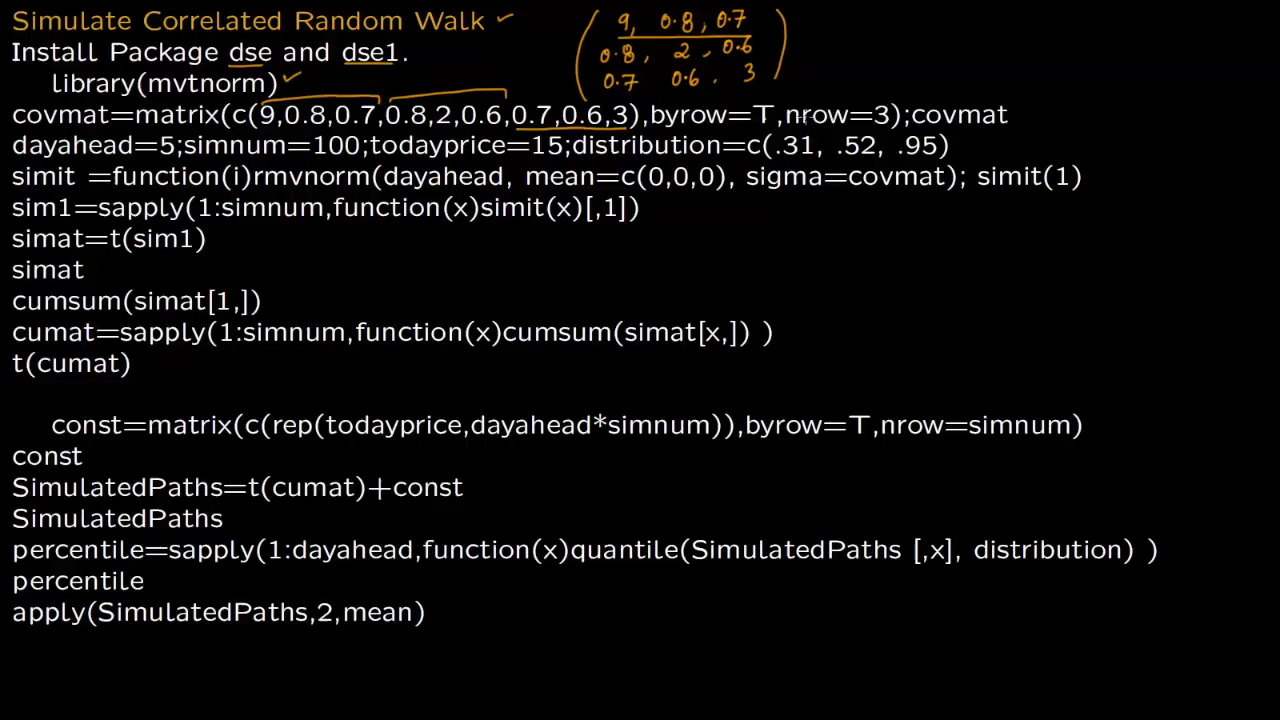 Simulate Correlated Random Walk
Install Package dse and dse1.
library(mvtnorm)
9, 0.8, 0.7
0.8, 2, 0.6
0.7 0.6 . 3
covmat=matrix(c(9,0.8,0.7,0.8,2,0.6,0.7,0.6,3),byrow=T,nrow=3);covmat
dayahead=5;simnum=100;todayprice=15;distribution=c(.31, .52, .95)
simit =function(i)rmvnorm(dayahead, mean=c(0,0,0), sigma=covmat); simit(1)
sim1=sapply(1:simnum,function(x)simit(x)[,1])
simat=t(sim1)
simat
cumsum(simat[1,])
cumat=sapply(1:simnum,function(x)cumsum(simat[x,]) )
t(cumat)
const=matrix(c(rep(todayprice,dayahead*simnum)),byrow=T,nrow=simnum)
const
SimulatedPaths=t(cumat)+const
SimulatedPaths
percentile=sapply(1:dayahead,function(x)quantile(SimulatedPaths [,x], distribution) )
percentile
apply(SimulatedPaths,2,mean)